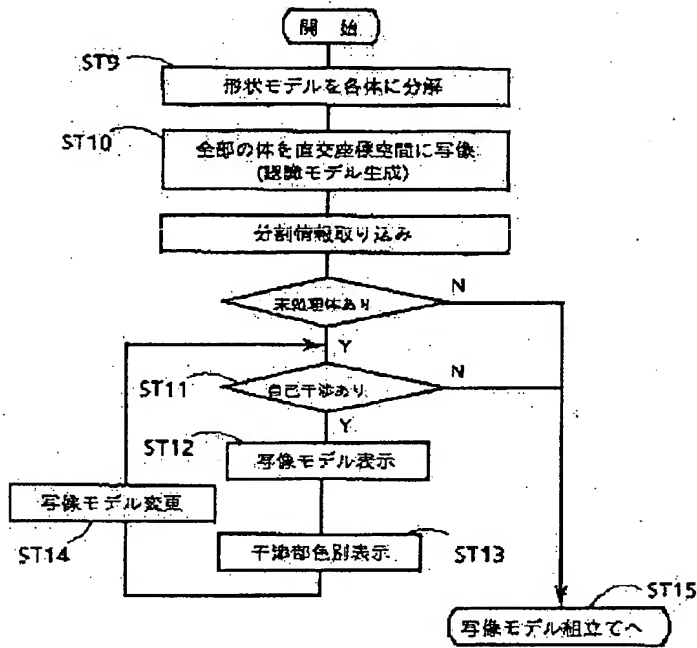 開 始
ST9
形状モデルを各体に分解
ST10
全部の体を直交座標空間に写像
(認識モデル生成)
分割情報取り込み
未処理体あり
N
Y
ST11
自己干渉あり
N
Y
ST12
写像モデル表示
写像モデル変更
ST14
干渉部色別表示
ST13
ST15
写像モデル組立てへ